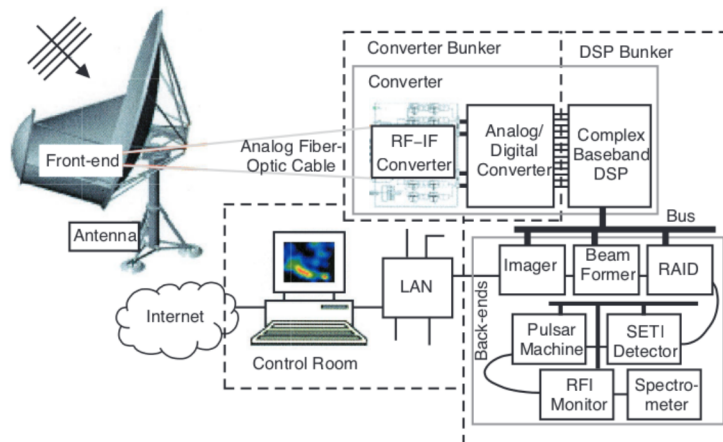 Converter Bunker
DSP Bunker
Converter
Front-end
Analog Fiber-
Optic Cable
RF–IF
Converter
Analog/
Digital
Converter
Complex
Baseband
DSP
Antenna
Bus
Imager
Beam
Former
RAID
LAN
Internet
Control Room
Back-ends
Pulsar
Machine
SETI
Detector
RFI
Monitor
Spectro-
meter